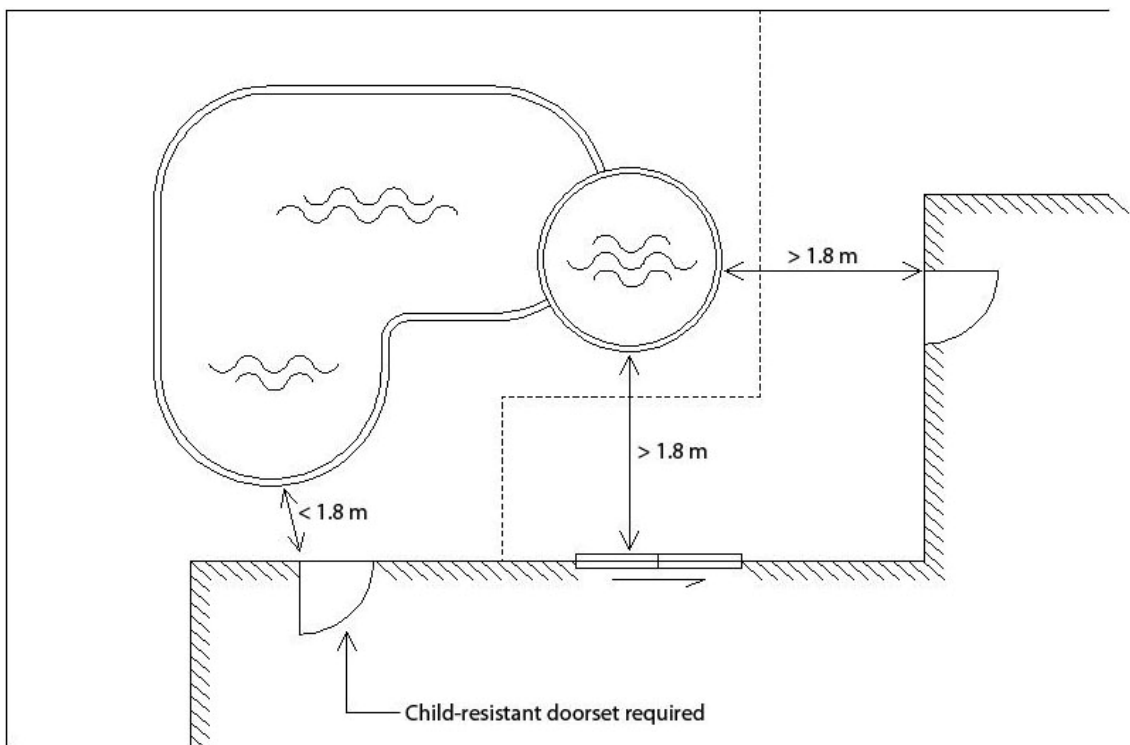 > 1.8 m
> 1.8 m
< 1.8 m
Child-resistant doorset required